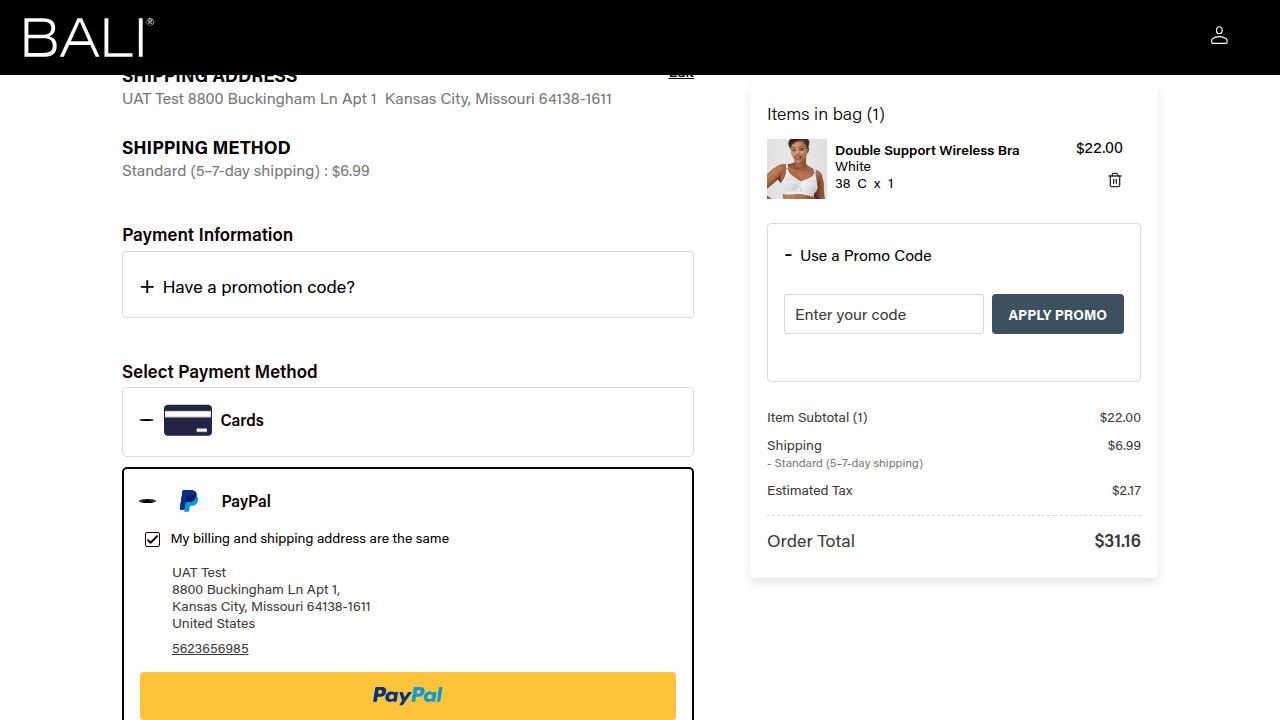 BALI®
SHIPPING ADDRESS
Edit
UAT Test 8800 Buckingham Ln Apt 1 Kansas City, Missouri 64138-1611
SHIPPING METHOD
Standard (5–7-day shipping) : $6.99
Payment Information
+ Have a promotion code?
Select Payment Method
Cards
PayPal
My billing and shipping address are the same
UAT Test
8800 Buckingham Ln Apt 1,
Kansas City, Missouri 64138-1611
United States
5623656985
PayPal
Items in bag (1)
Double Support Wireless Bra
$22.00
White
38 C x 1
- Use a Promo Code
Enter your code
APPLY PROMO
Item Subtotal (1) $22.00
Shipping $6.99
- Standard (5–7-day shipping)
Estimated Tax $2.17
Order Total $31.16